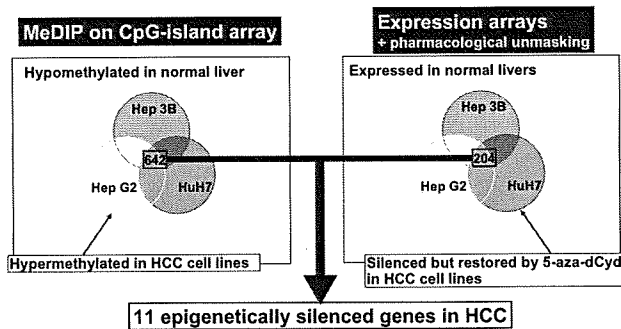 MeDIP on CpG-island array
Hypomethylated in normal liver
Hep 3B
642
Hep G2
HuH7
Hypermethylated in HCC cell lines
Expression arrays
+ pharmacological unmasking
Expressed in normal livers
Hep 3B
204
Hep G2
HuH7
Silenced but restored by 5-aza-dCyd
in HCC cell lines
11 epigenetically silenced genes in HCC